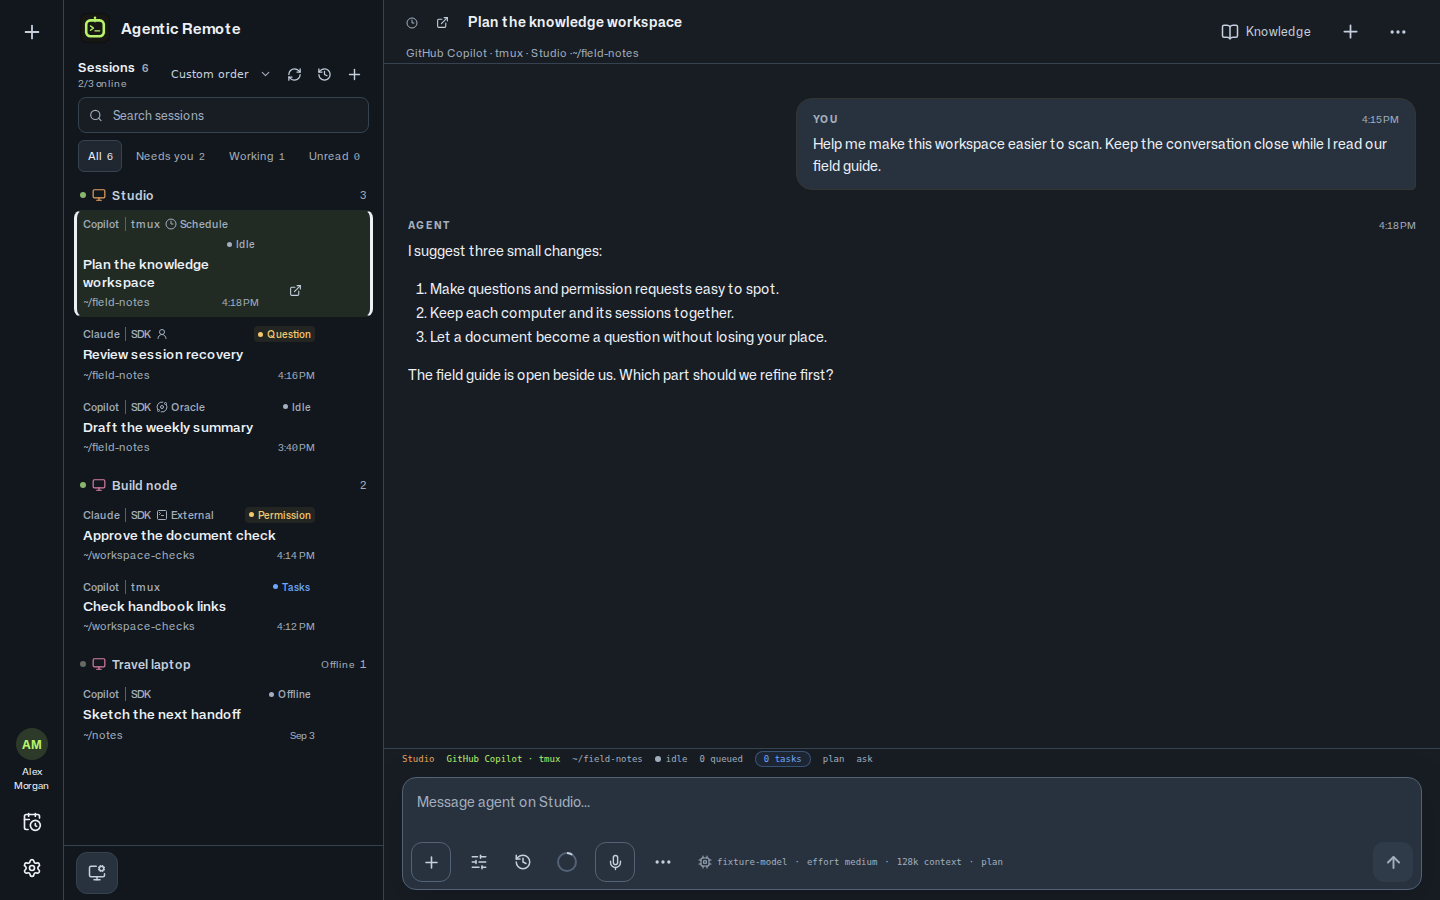 Agentic Remote
Sessions 6
2/3 online
Custom order
Search sessions
All 6
Needs you 2
Working 1
Unread 0
Studio 3
Copilot | tmux Schedule
Idle
Plan the knowledge
workspace
~/field-notes 4:18 PM
Claude | SDK Question
Review session recovery
~/field-notes 4:16 PM
Copilot | SDK Oracle Idle
Draft the weekly summary
~/field-notes 3:40 PM
Build node 2
Claude | SDK External Permission
Approve the document check
~/workspace-checks 4:14 PM
Copilot | tmux Tasks
Check handbook links
~/workspace-checks 4:12 PM
Travel laptop Offline 1
Copilot | SDK Offline
Sketch the next handoff
~/notes Sep 3
AM
Alex
Morgan
Plan the knowledge workspace
GitHub Copilot · tmux · Studio ·~/field-notes
Knowledge
YOU 4:15 PM
Help me make this workspace easier to scan. Keep the conversation close while I read our
field guide.
AGENT 4:18 PM
I suggest three small changes:
1. Make questions and permission requests easy to spot.
2. Keep each computer and its sessions together.
3. Let a document become a question without losing your place.
The field guide is open beside us. Which part should we refine first?
Studio GitHub Copilot · tmux ~/field-notes idle 0 queued 0 tasks plan ask
Message agent on Studio...
fixture-model · effort medium · 128k context · plan